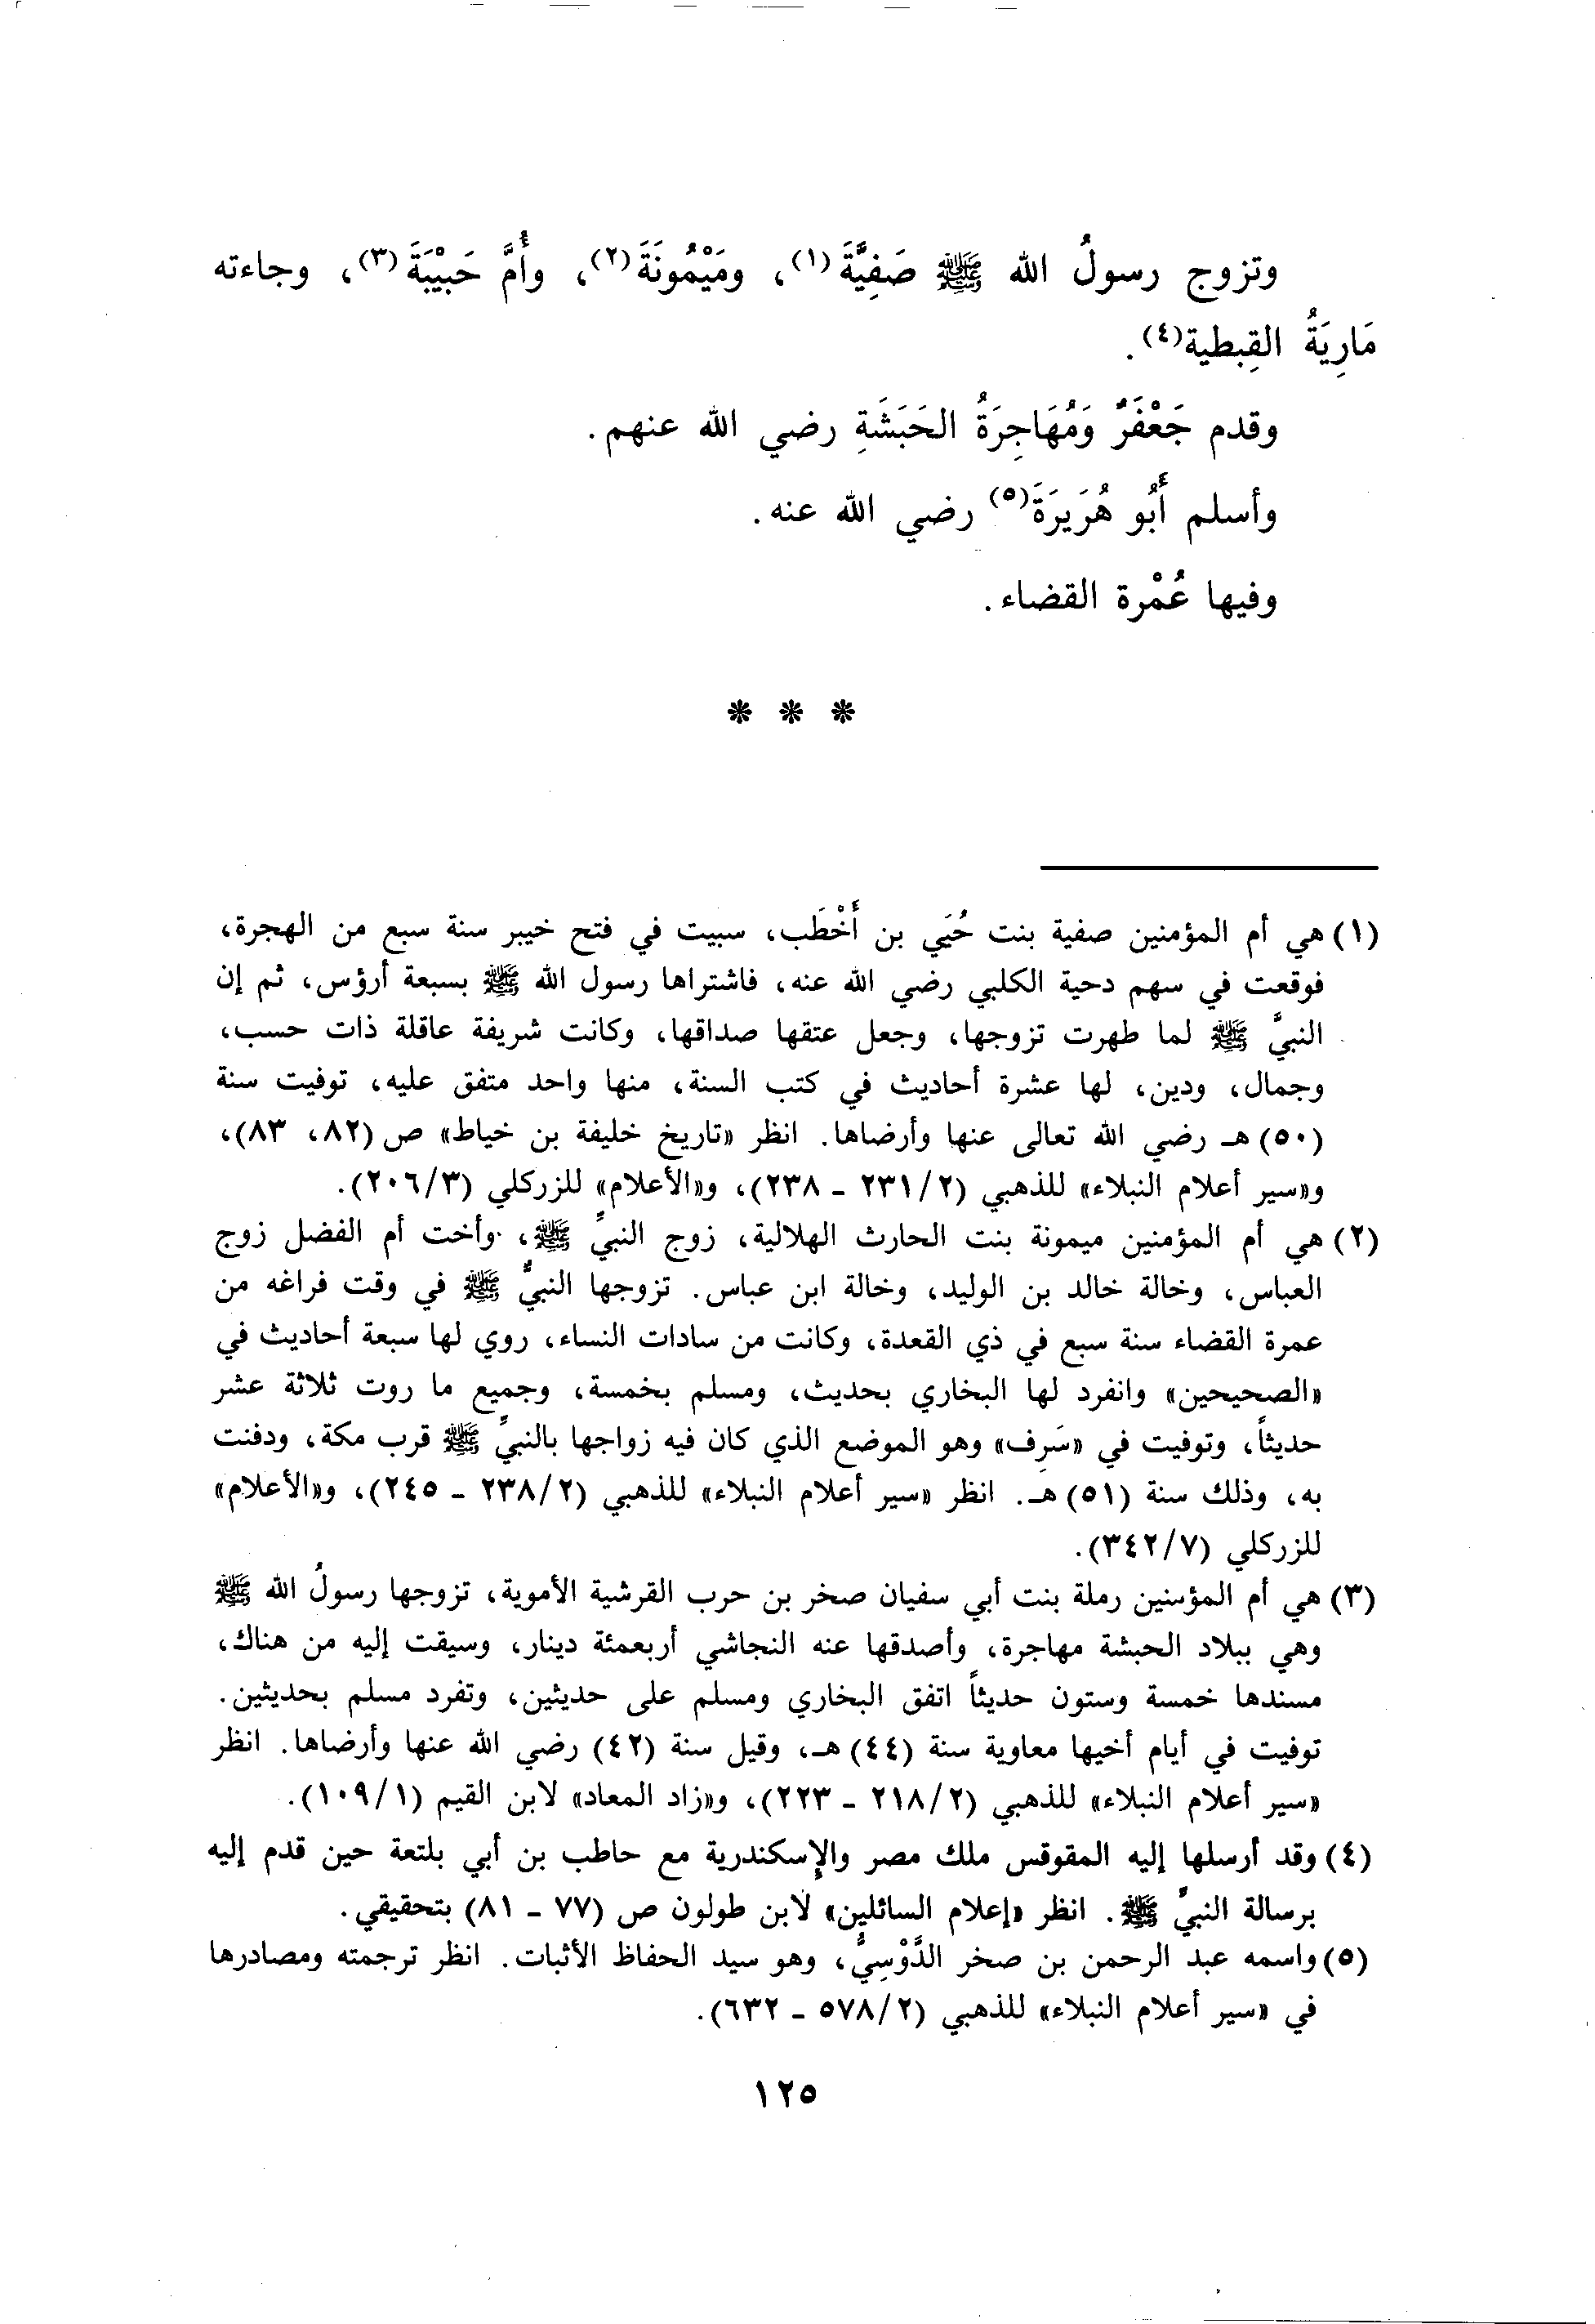 وتزوج رسولُ الله ﷺ صَفِيَّةَ(١)، ومَيْمُونَةَ(٢)، وأُمَّ حَبيْبَةَ(٣)، وجاءته
مَارِيَةُ القِبطية(٤).
وقدم جَعْفَرٌ وَمُهَاجِرَةُ الحَبَشَةِ رضي الله عنهم.
وأسلم أَبُو هُرَيرَةَ(٥) رضي الله عنه.
وفيها عُمْرة القضاء.
* * *
(١) هي أم المؤمنين صفية بنت حُيَي بن أَخْطَب، سبيت في فتح خيبر سنة سبع من الهجرة،
فوقعت في سهم دحية الكلبي رضي الله عنه، فاشتراها رسول الله ﷺ بسبعة أرؤس، ثم إن
النبيَّ ﷺ لما طهرت تزوجها، وجعل عتقها صداقها، وكانت شريفة عاقلة ذات حسب،
وجمال، ودين، لها عشرة أحاديث في كتب السنة، منها واحد متفق عليه، توفيت سنة
(٥٠) هـ رضي الله تعالى عنها وأرضاها. انظر «تاريخ خليفة بن خياط» ص (٨٢، ٨٣)،
و«سير أعلام النبلاء» للذهبي (٢/ ٢٣١ - ٢٣٨)، و«الأعلام» للزركلي (٣/ ٢٠٦).
(٢) هي أم المؤمنين ميمونة بنت الحارث الهلالية، زوج النبيِّ ﷺ، وأخت أم الفضل زوج
العباس، وخالة خالد بن الوليد، وخالة ابن عباس. تزوجها النبيُّ ﷺ في وقت فراغه من
عمرة القضاء سنة سبع في ذي القعدة، وكانت من سادات النساء، روي لها سبعة أحاديث في
«الصحيحين» وانفرد لها البخاري بحديث، ومسلم بخمسة، وجميع ما روت ثلاثة عشر
حديثاً، وتوفيت في «سَرِف» وهو الموضع الذي كان فيه زواجها بالنبيِّ ﷺ قرب مكة، ودفنت
به، وذلك سنة (٥١) هـ. انظر «سير أعلام النبلاء» للذهبي (٢/ ٢٣٨ - ٢٤٥)، و«الأعلام»
للزركلي (٧/ ٣٤٢).
(٣) هي أم المؤمنين رملة بنت أبي سفيان صخر بن حرب القرشية الأموية، تزوجها رسولُ الله ﷺ
وهي ببلاد الحبشة مهاجرة، وأصدقها عنه النجاشي أربعمئة دينار، وسيقت إليه من هناك،
مسندها خمسة وستون حديثاً اتفق البخاري ومسلم على حديثين، وتفرد مسلم بحديثين.
توفيت في أيام أخيها معاوية سنة (٤٤) هـ، وقيل سنة (٤٢) رضي الله عنها وأرضاها. انظر
«سير أعلام النبلاء» للذهبي (٢/ ٢١٨ - ٢٢٣)، و«زاد المعاد» لابن القيم (١/ ١٠٩).
(٤) وقد أرسلها إليه المقوقس ملك مصر والإسكندرية مع حاطب بن أبي بلتعة حين قدم إليه
برسالة النبيِّ ﷺ. انظر «إعلام السائلين» لابن طولون ص (٧٧ - ٨١) بتحقيقي.
(٥) واسمه عبد الرحمن بن صخر الدَّوْسِيُّ، وهو سيد الحفاظ الأثبات. انظر ترجمته ومصادرها
في «سير أعلام النبلاء» للذهبي (٢/ ٥٧٨ - ٦٣٢).
١٢٥